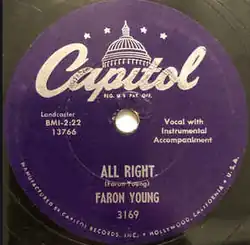 Capitol
REG. U.S. PAT. OFF.
Landcaster
BMI-2:22
13766
Vocal with
Instrumental
Accompaniment
ALL RIGHT
(Faron Young)
FARON YOUNG
3169
MANUFACTURED BY CAPITOL RECORDS, INC. • HOLLYWOOD, CALIFORNIA • U.S.A.